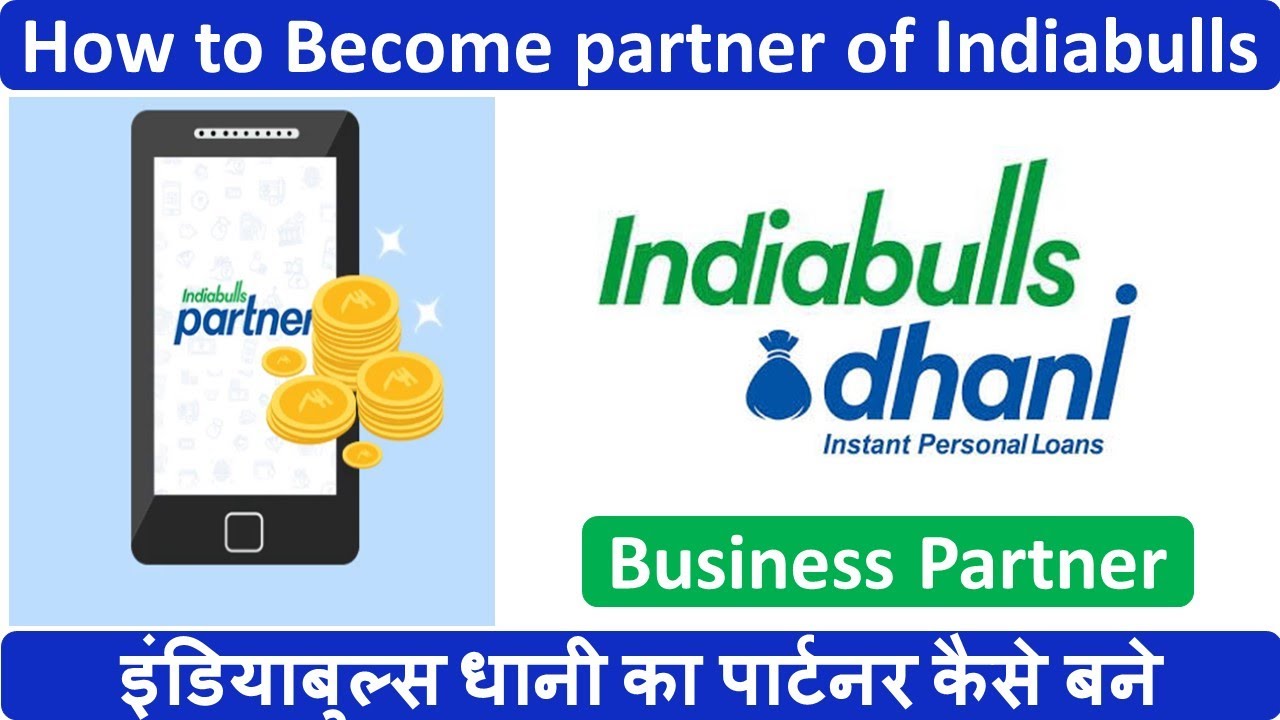 How to Become partner of Indiabulls
Indiabulls
partner
Indiabulls
dhani
Instant Personal Loans
Business Partner
इंडियाबुल्स धानी का पार्टनर कैसे बने